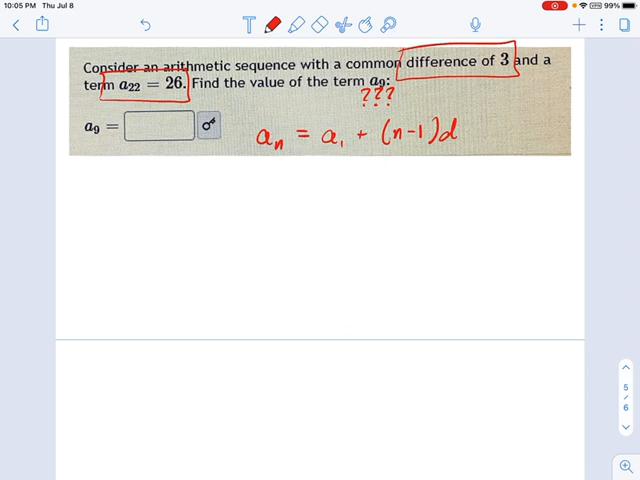 10:05 PM Thu Jul 8
VPN 99%
T
Consider an arithmetic sequence with a common difference of 3 and a
term a₂₂ = 26. Find the value of the term a₉:
???
a₉ =
aₙ = a₁ + (n-1)d
5
/
6